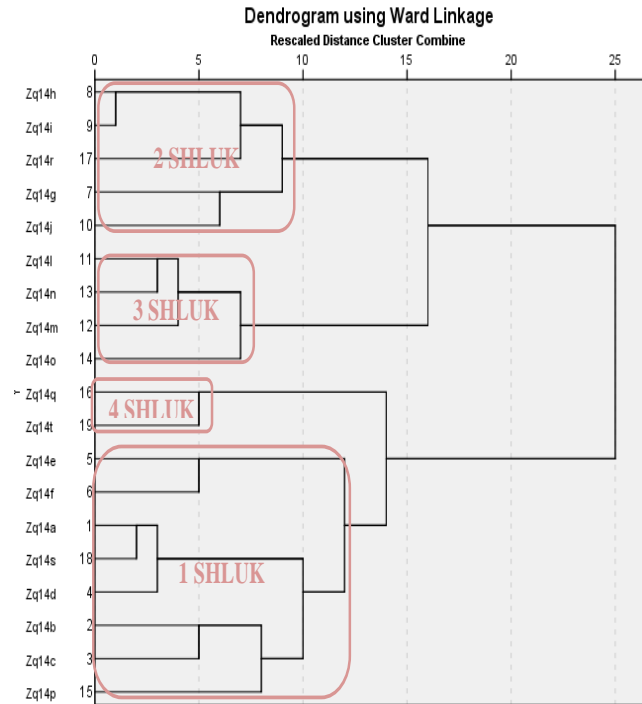 Dendrogram using Ward Linkage
Rescaled Distance Cluster Combine
0 5 10 15 20 25
Zq14h 8
Zq14i 9
Zq14r 17
2 SHLUK
Zq14g 7
Zq14j 10
Zq14l 11
Zq14n 13
3 SHLUK
Zq14m 12
Zq14o 14
Y
Zq14q 16
4 SHLUK
Zq14t 19
Zq14e 5
Zq14f 6
Zq14a 1
Zq14s 18
1 SHLUK
Zq14d 4
Zq14b 2
Zq14c 3
Zq14p 15